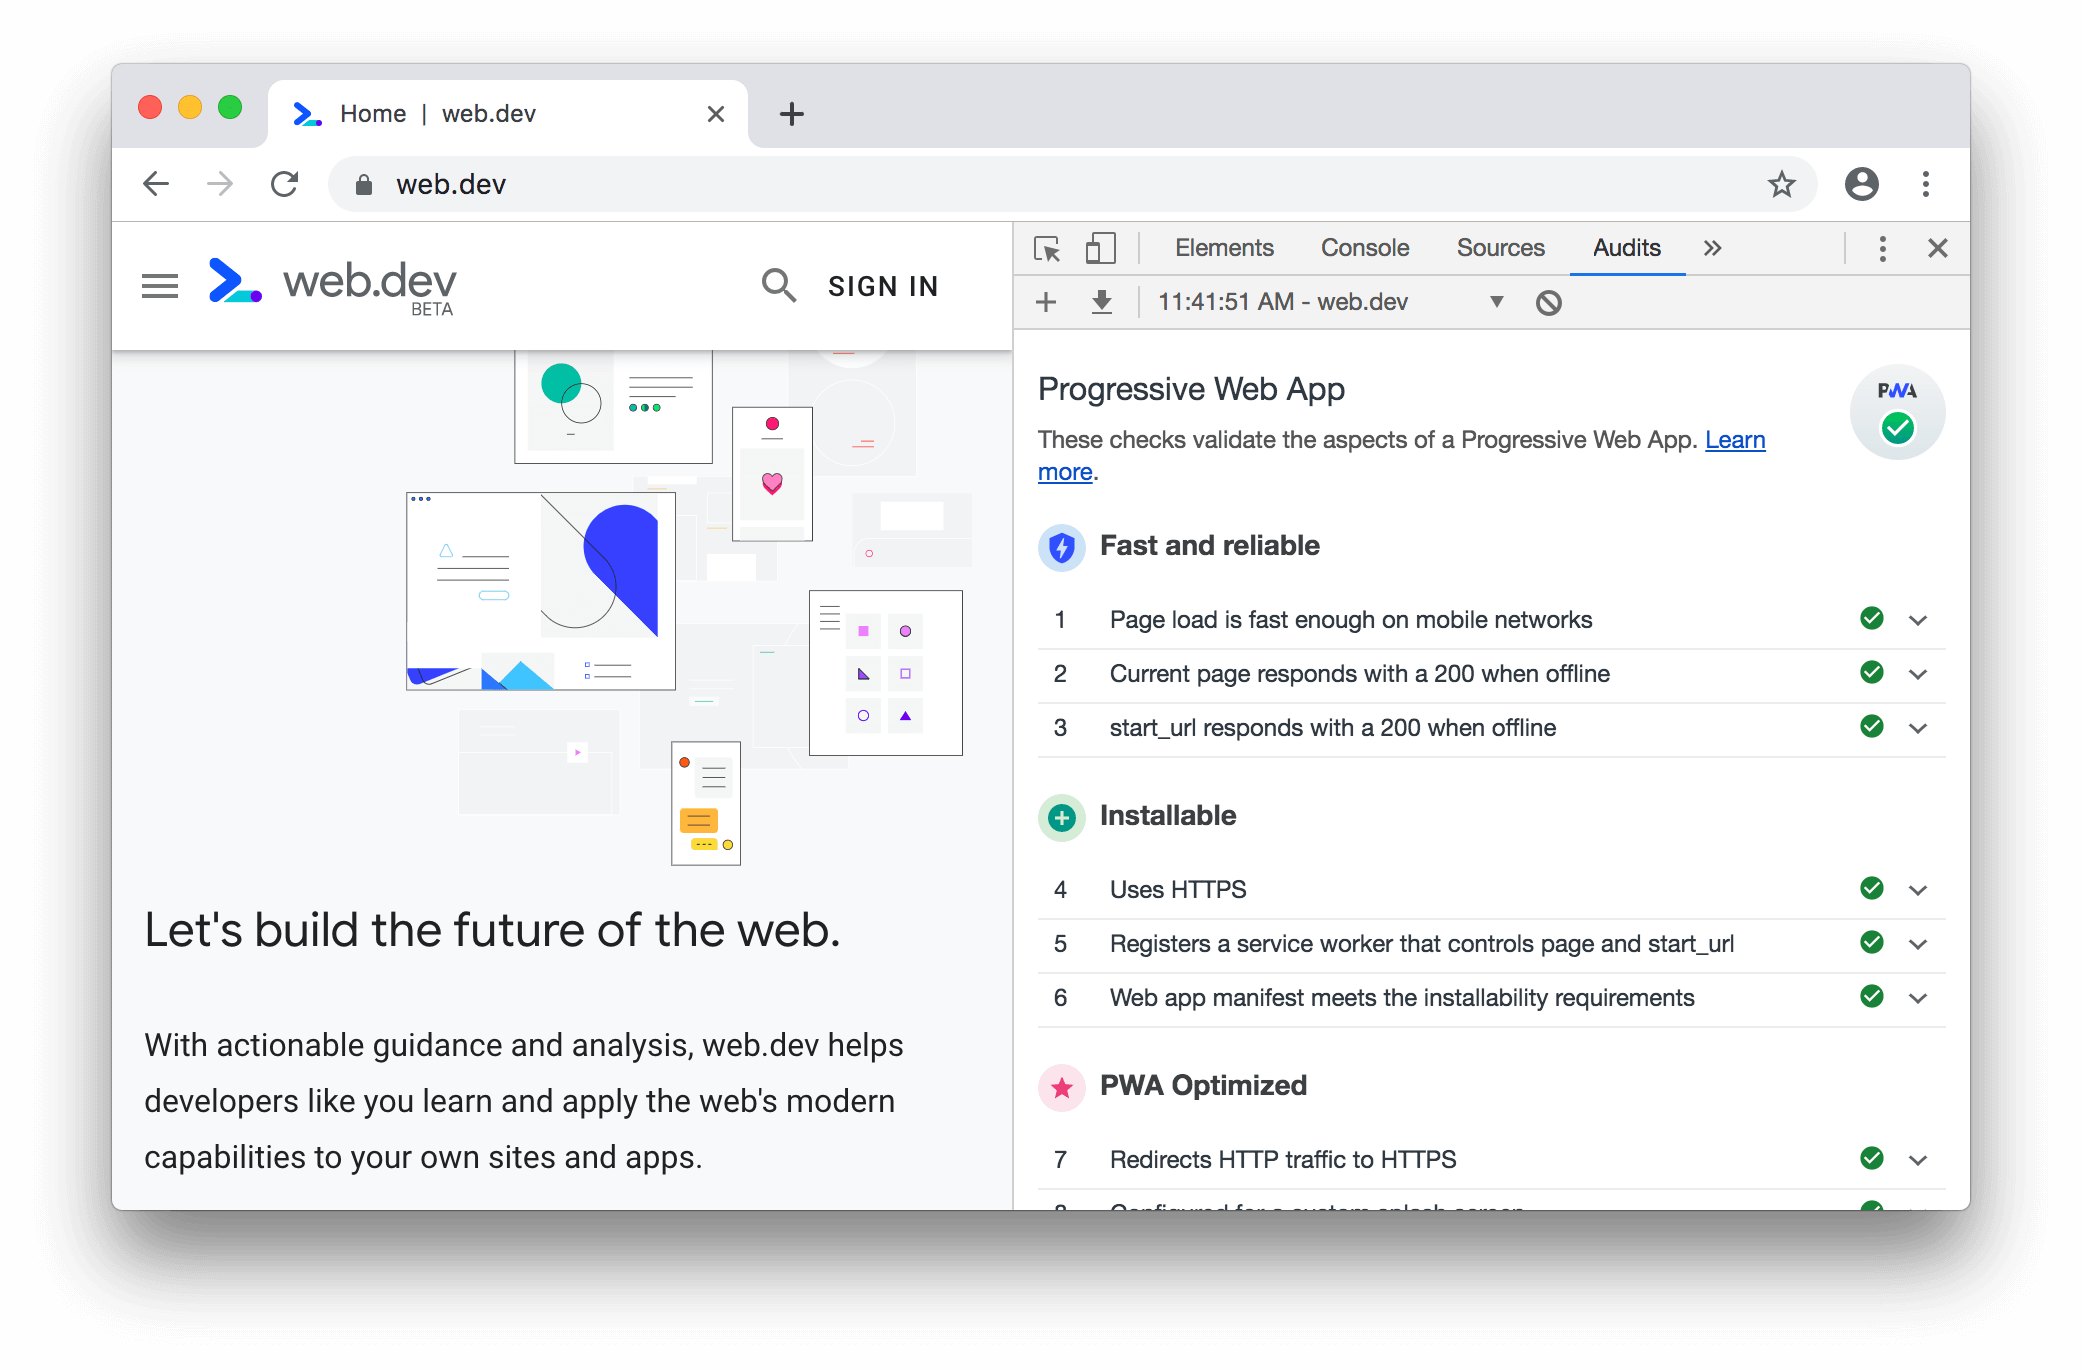 Home | web.dev
web.dev
web.dev
BETA
SIGN IN
Let's build the future of the web.
With actionable guidance and analysis, web.dev helps
developers like you learn and apply the web's modern
capabilities to your own sites and apps.
Elements Console Sources Audits
11:41:51 AM - web.dev
Progressive Web App
PWA
These checks validate the aspects of a Progressive Web App. Learn
more.
Fast and reliable
1 Page load is fast enough on mobile networks
2 Current page responds with a 200 when offline
3 start_url responds with a 200 when offline
Installable
4 Uses HTTPS
5 Registers a service worker that controls page and start_url
6 Web app manifest meets the installability requirements
PWA Optimized
7 Redirects HTTP traffic to HTTPS
8 Configured for a custom splash screen